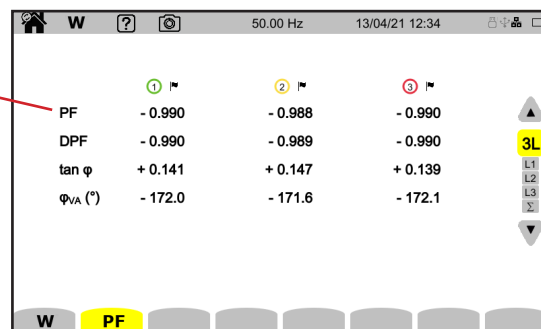 W ? 50.00 Hz 13/04/21 12:34
1 2 3
PF - 0.990 - 0.988 - 0.990
DPF - 0.990 - 0.989 - 0.990
tan φ + 0.141 + 0.147 + 0.139
φVA (°) - 172.0 - 171.6 - 172.1
3L
L1
L2
L3
Σ
W PF